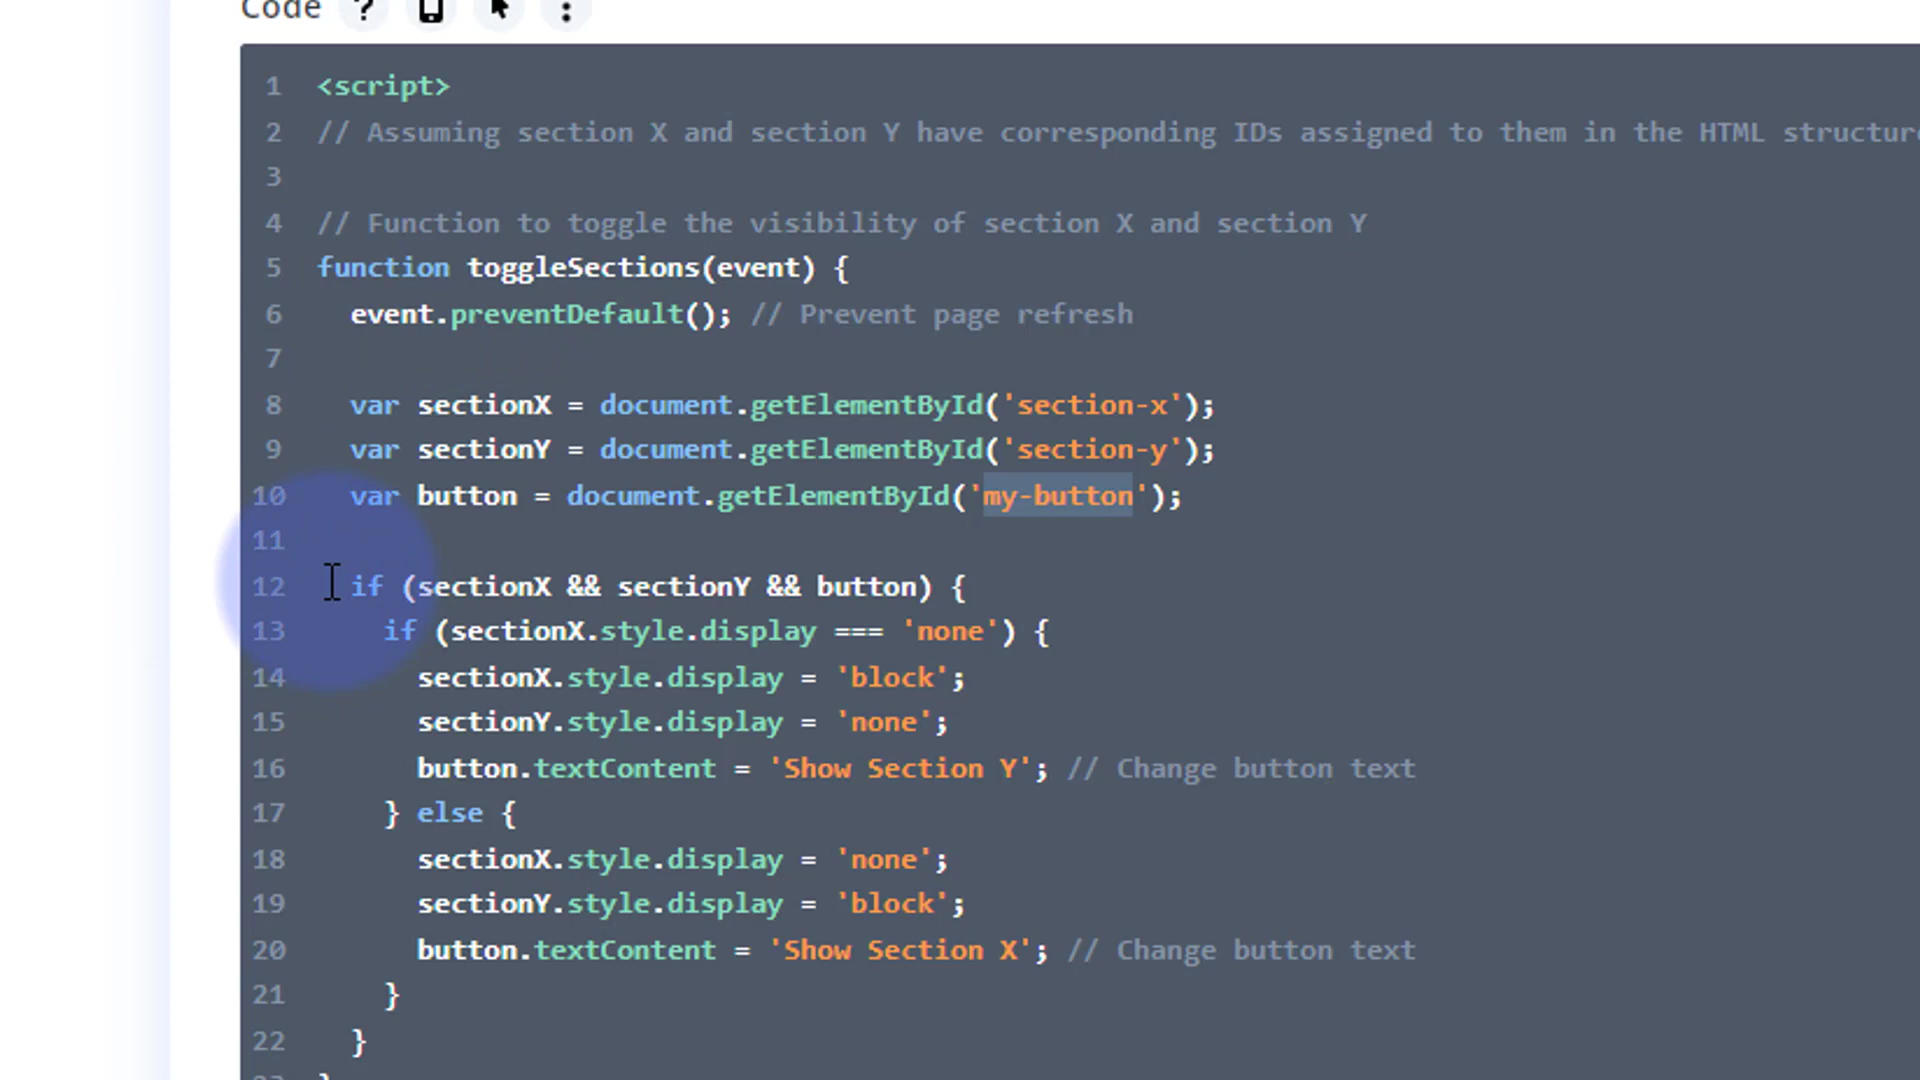 Code ?
1 <script>
2 // Assuming section X and section Y have corresponding IDs assigned to them in the HTML structure
3
4 // Function to toggle the visibility of section X and section Y
5 function toggleSections(event) {
6 event.preventDefault(); // Prevent page refresh
7
8 var sectionX = document.getElementById('section-x');
9 var sectionY = document.getElementById('section-y');
10 var button = document.getElementById('my-button');
11
12 if (sectionX && sectionY && button) {
13 if (sectionX.style.display === 'none') {
14 sectionX.style.display = 'block';
15 sectionY.style.display = 'none';
16 button.textContent = 'Show Section Y'; // Change button text
17 } else {
18 sectionX.style.display = 'none';
19 sectionY.style.display = 'block';
20 button.textContent = 'Show Section X'; // Change button text
21 }
22 }